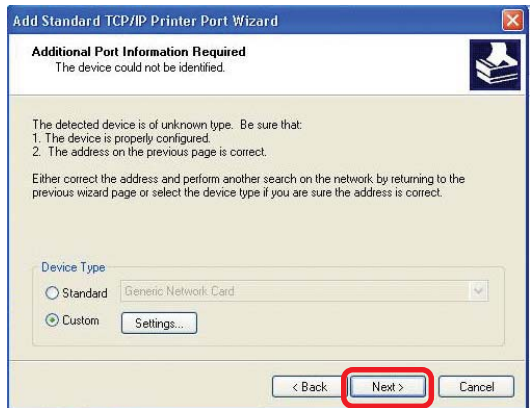 Add Standard TCP/IP Printer Port Wizard
Additional Port Information Required
The device could not be identified.
The detected device is of unknown type. Be sure that:
1. The device is properly configured.
2. The address on the previous page is correct.
Either correct the address and perform another search on the network by returning to the
previous wizard page or select the device type if you are sure the address is correct.
Device Type
Standard
Generic Network Card
Custom
Settings...
< Back
Next >
Cancel